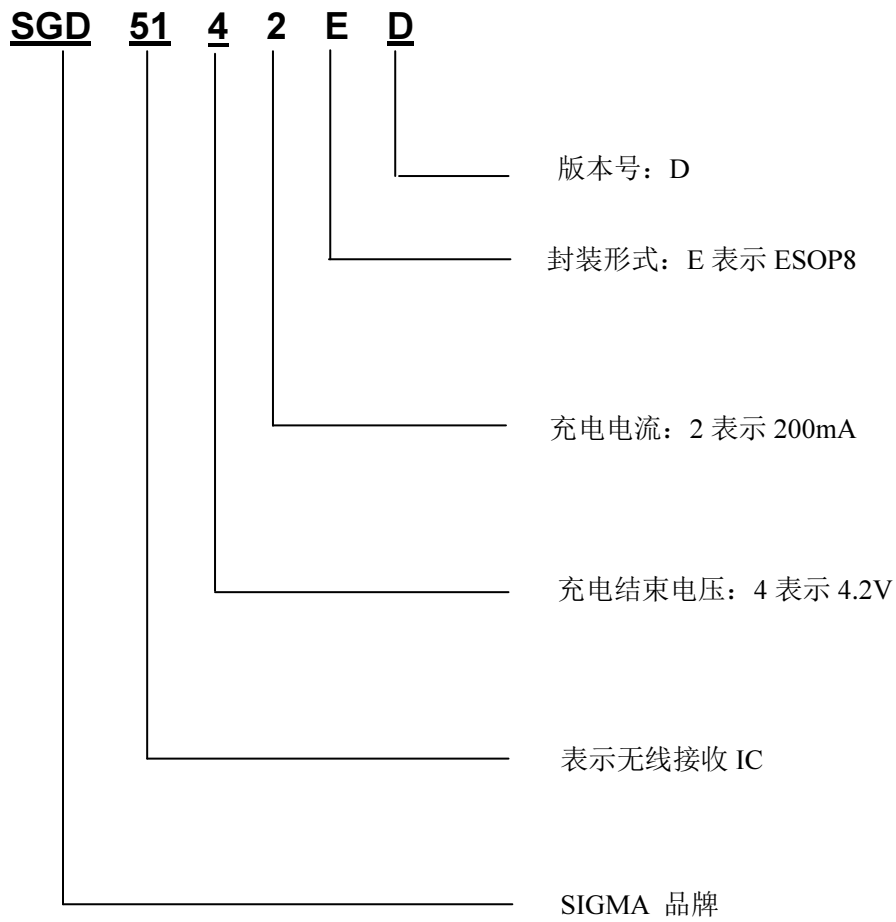 SGD 51 4 2 E D
版本号：D
封装形式：E 表示 ESOP8
充电电流：2 表示 200mA
充电结束电压：4 表示 4.2V
表示无线接收 IC
SIGMA 品牌